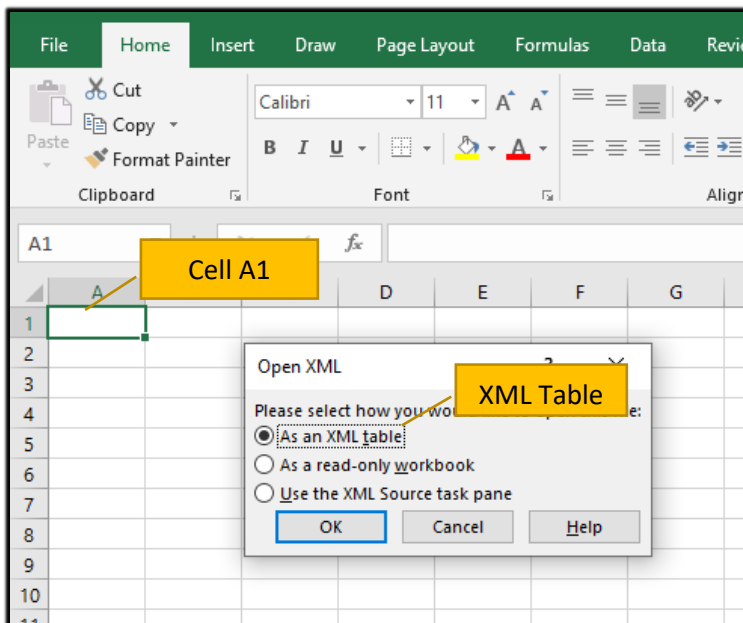 File Home Insert Draw Page Layout Formulas Data
Cut
Calibri 11 A A
Paste
Copy
B I U A
Format Painter
Clipboard Font
A1 fx
Cell A1
A D E F G
1
2
Open XML ?
3
XML Table
4
Please select how you
As an XML table
5
As a read-only workbook
6
Use the XML Source task pane
7
OK Cancel Help
8
9
10